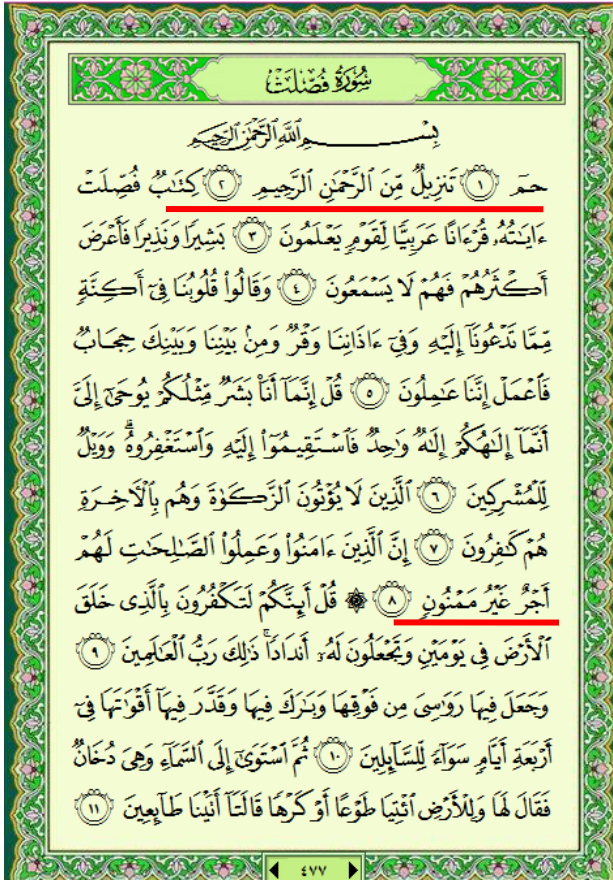 سُورَةُ فُصِّلَتْ
بِسْمِ اللَّهِ الرَّحْمَٰنِ الرَّحِيمِ
حمٓ ١ تَنزِيلٌ مِّنَ ٱلرَّحْمَٰنِ ٱلرَّحِيمِ ٢ كِتَٰبٌ فُصِّلَتْ
ءَايَٰتُهُۥ قُرْءَانًا عَرَبِيًّا لِّقَوْمٍ يَعْلَمُونَ ٣ بَشِيرًا وَنَذِيرًا فَأَعْرَضَ
أَكْثَرُهُمْ فَهُمْ لَا يَسْمَعُونَ ٤ وَقَالُوا۟ قُلُوبُنَا فِىٓ أَكِنَّةٍ
مِّمَّا تَدْعُونَآ إِلَيْهِ وَفِىٓ ءَاذَانِنَا وَقْرٌ وَمِنۢ بَيْنِنَا وَبَيْنِكَ حِجَابٌ
فَٱعْمَلْ إِنَّنَا عَٰمِلُونَ ٥ قُلْ إِنَّمَآ أَنَا۠ بَشَرٌ مِّثْلُكُمْ يُوحَىٰٓ إِلَىَّ
أَنَّمَآ إِلَٰهُكُمْ إِلَٰهٌ وَٰحِدٌ فَٱسْتَقِيمُوٓا۟ إِلَيْهِ وَٱسْتَغْفِرُوهُ ۗ وَوَيْلٌ
لِّلْمُشْرِكِينَ ٦ ٱلَّذِينَ لَا يُؤْتُونَ ٱلزَّكَوٰةَ وَهُم بِٱلْءَاخِرَةِ
هُمْ كَٰفِرُونَ ٧ إِنَّ ٱلَّذِينَ ءَامَنُوا۟ وَعَمِلُوا۟ ٱلصَّٰلِحَٰتِ لَهُمْ
أَجْرٌ غَيْرُ مَمْنُونٍ ٨ ۞ قُلْ أَئِنَّكُمْ لَتَكْفُرُونَ بِٱلَّذِى خَلَقَ
ٱلْأَرْضَ فِى يَوْمَيْنِ وَتَجْعَلُونَ لَهُۥٓ أَندَادًا ۚ ذَٰلِكَ رَبُّ ٱلْعَٰلَمِينَ ٩
وَجَعَلَ فِيهَا رَوَٰسِىَ مِن فَوْقِهَا وَبَٰرَكَ فِيهَا وَقَدَّرَ فِيهَآ أَقْوَٰتَهَا فِىٓ
أَرْبَعَةِ أَيَّامٍ سَوَآءً لِّلسَّآئِلِينَ ١٠ ثُمَّ ٱسْتَوَىٰٓ إِلَى ٱلسَّمَآءِ وَهِىَ دُخَانٌ
فَقَالَ لَهَا وَلِلْأَرْضِ ٱئْتِيَا طَوْعًا أَوْ كَرْهًا قَالَتَآ أَتَيْنَا طَآئِعِينَ ١١
٤٧٧